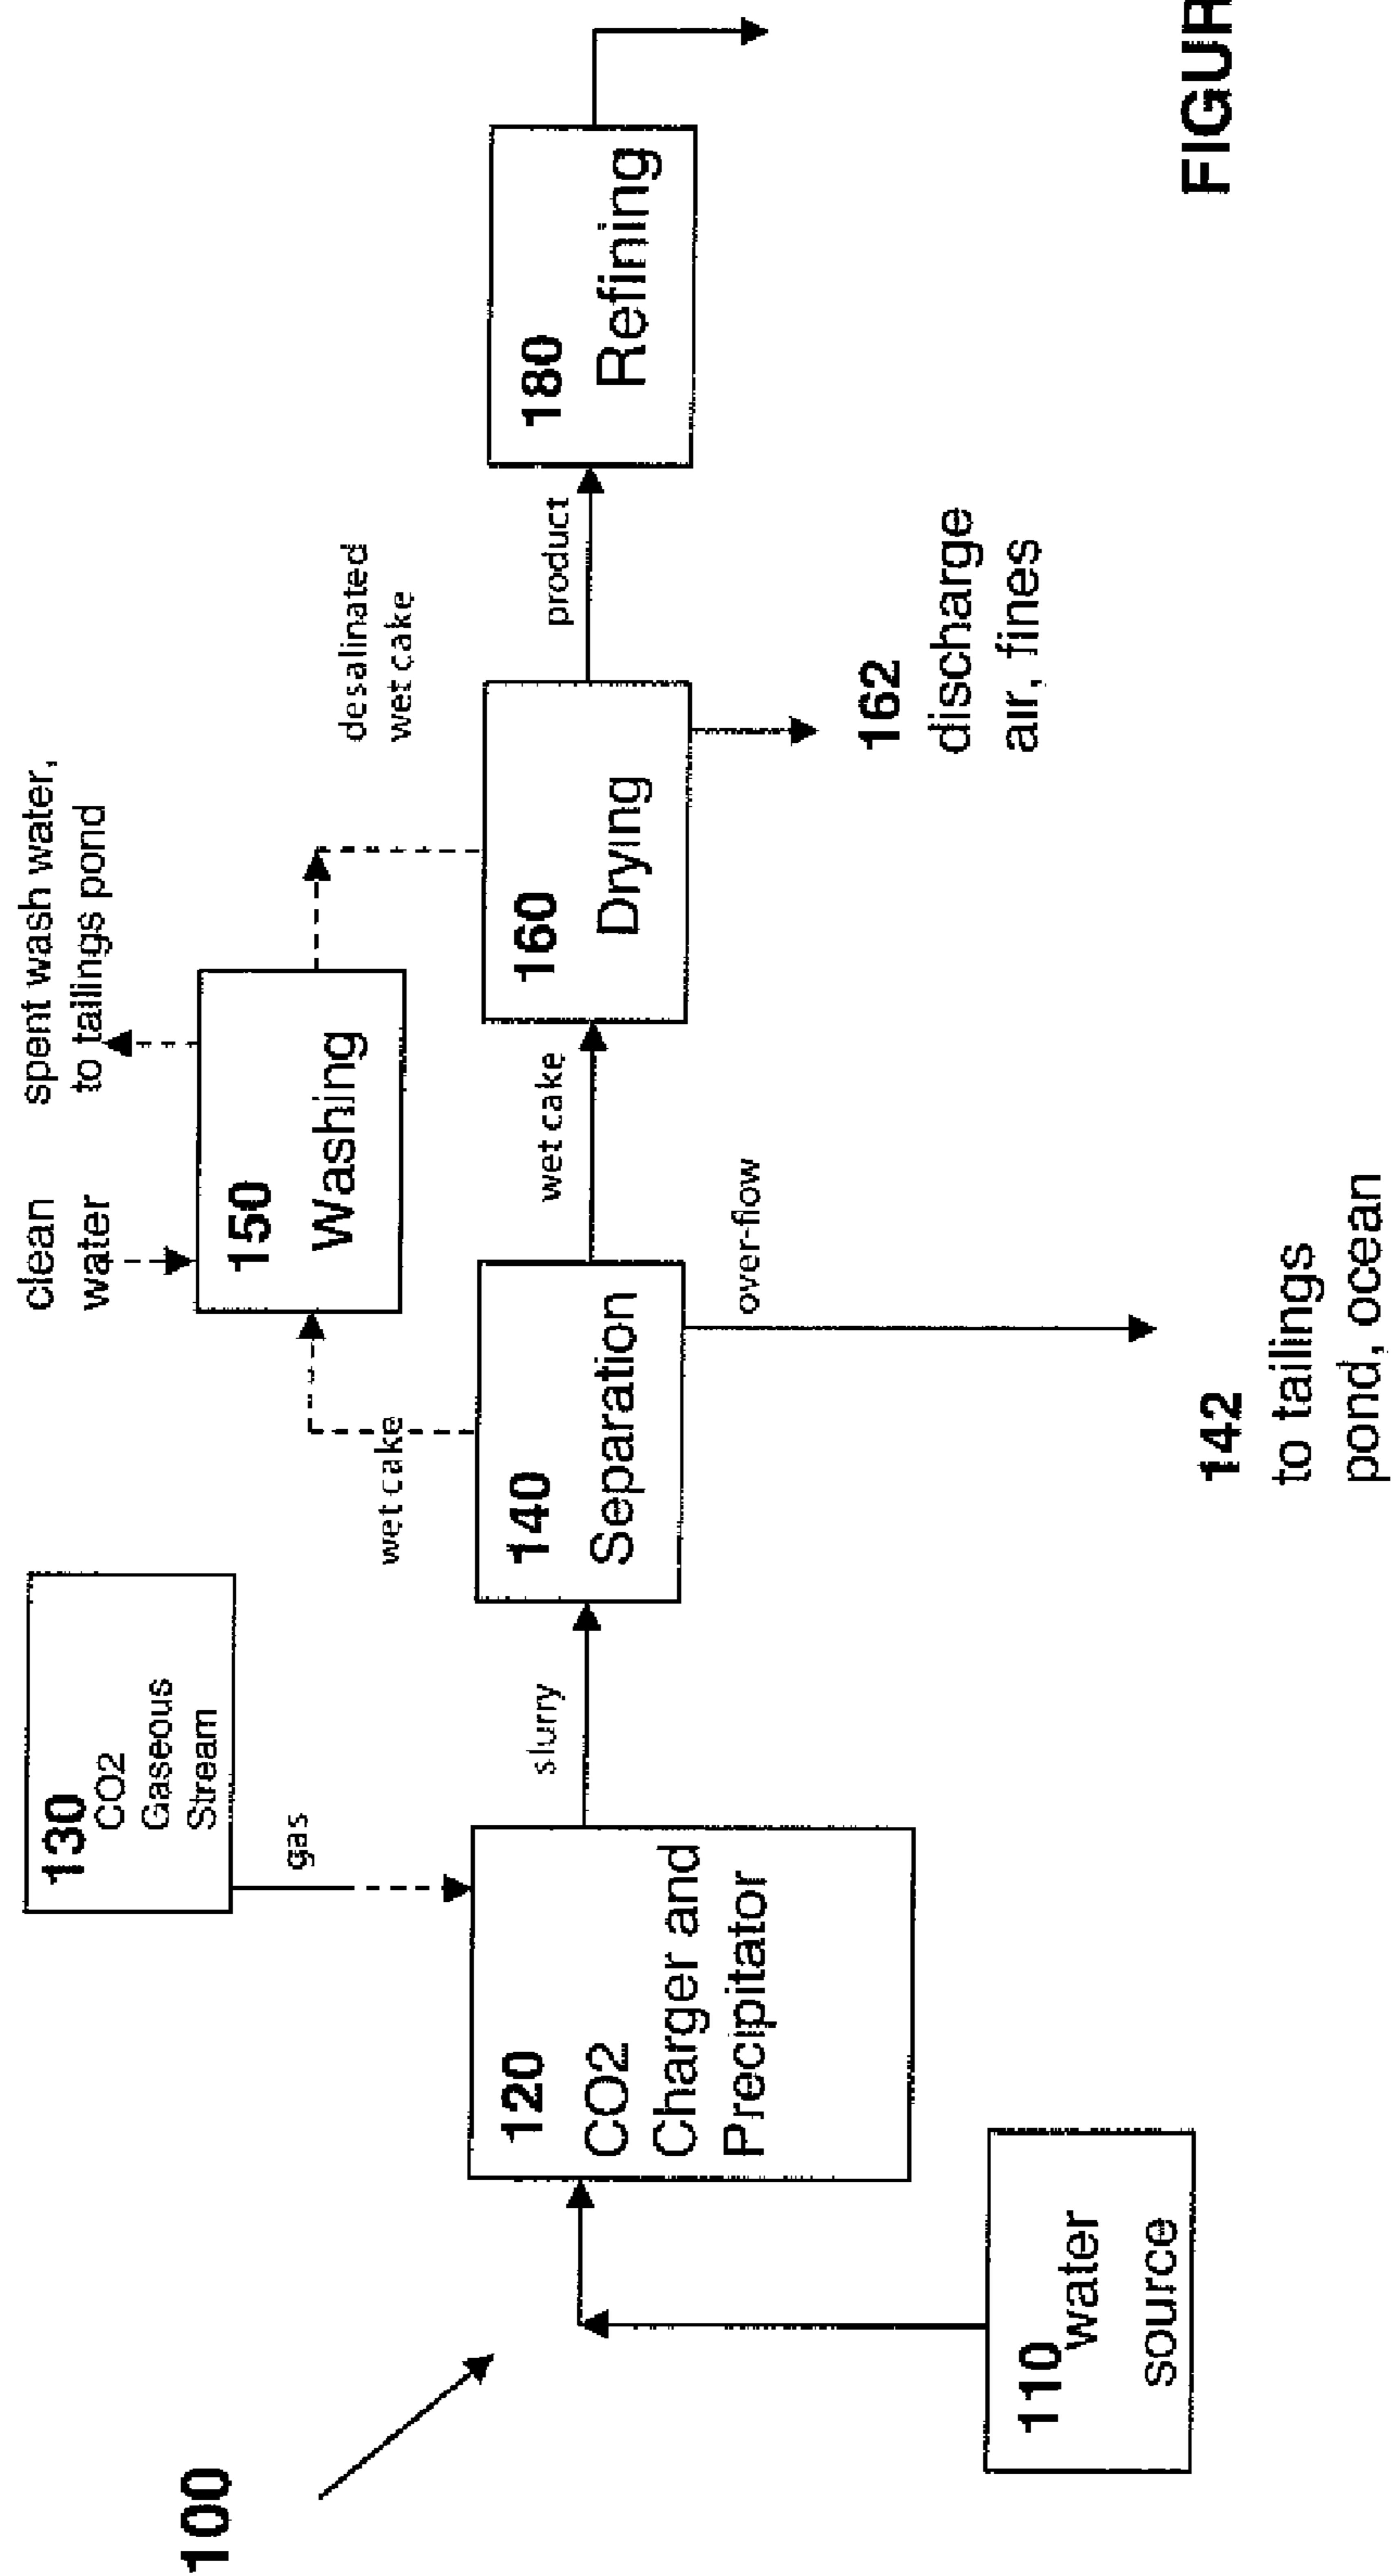 100
110
water
source
120
CO2
Charger and
Precipitator
130
CO2
Gaseous
Stream
gas
slurry
140
Separation
wet cake
wet cake
over-flow
142
to tailings
pond, ocean
clean
water
150
Washing
spent wash water,
to tailings pond
desalinated
wet cake
160
Drying
162
discharge
air, fines
product
180
Refining
FIGUR